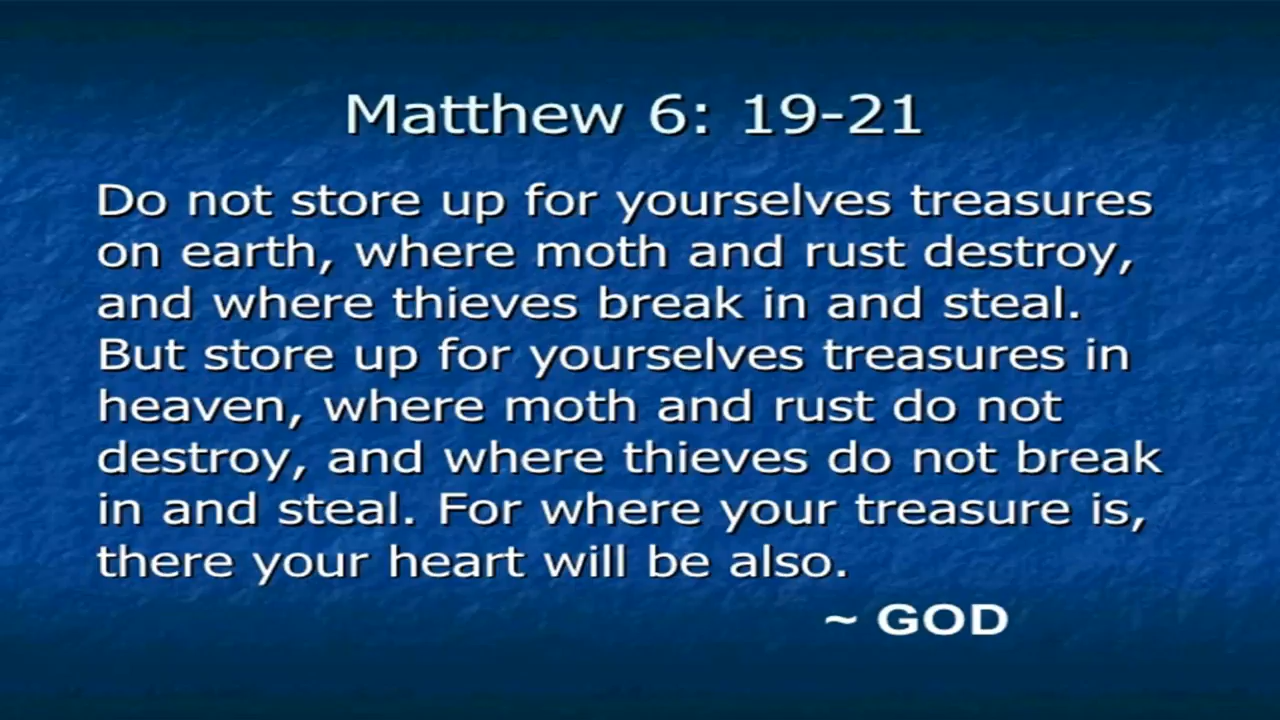 Matthew 6: 19-21
Do not store up for yourselves treasures
on earth, where moth and rust destroy,
and where thieves break in and steal.
But store up for yourselves treasures in
heaven, where moth and rust do not
destroy, and where thieves do not break
in and steal. For where your treasure is,
there your heart will be also.
~ GOD